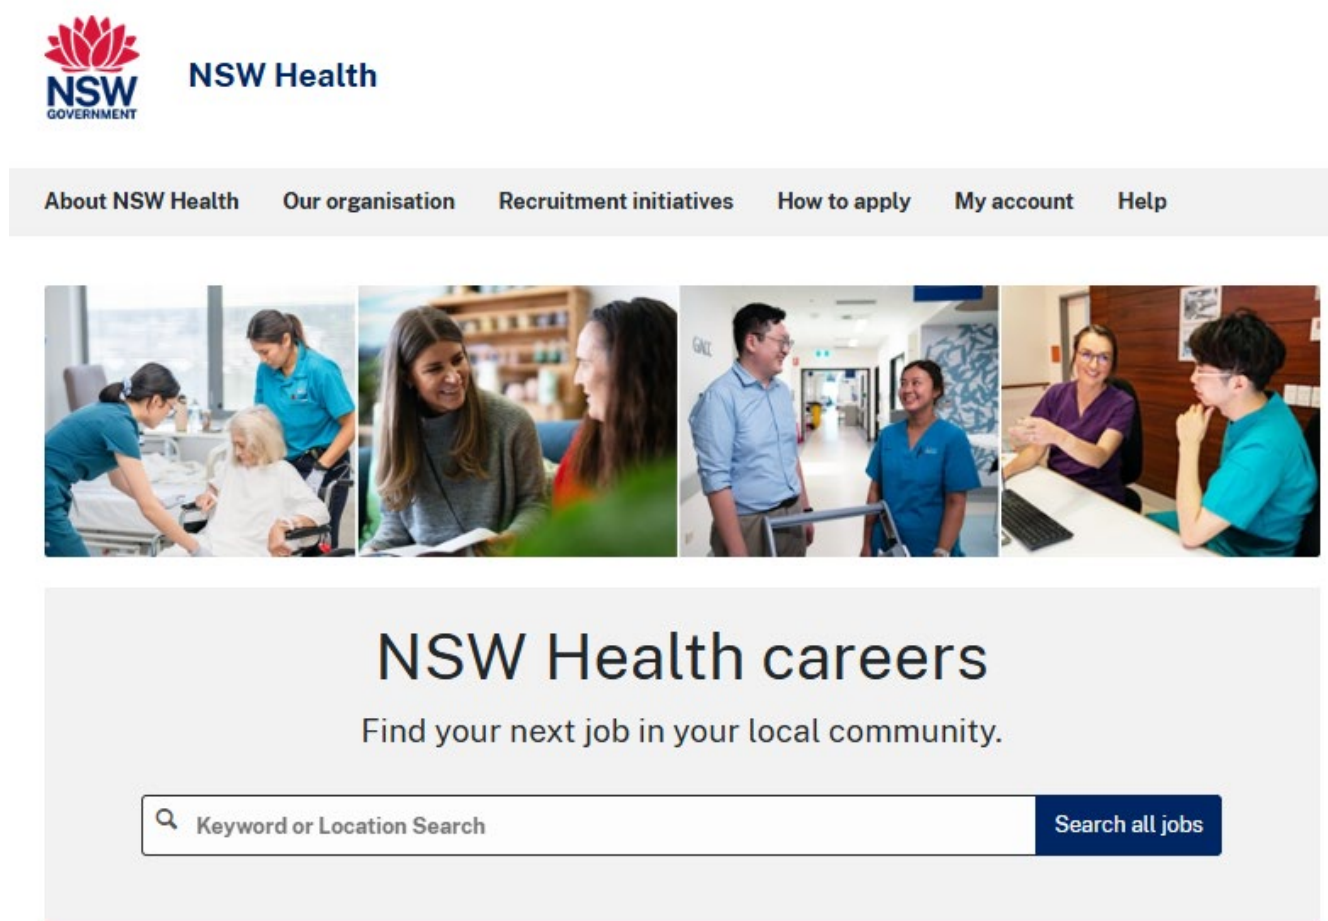 NSW
GOVERNMENT
NSW Health
About NSW Health Our organisation Recruitment initiatives How to apply My account Help
NSW Health careers
Find your next job in your local community.
Keyword or Location Search
Search all jobs